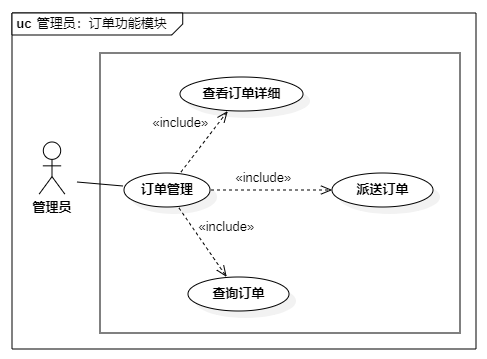 uc 管理员：订单功能模块
查看订单详细
«include»
订单管理
«include»
派送订单
管理员
«include»
查询订单